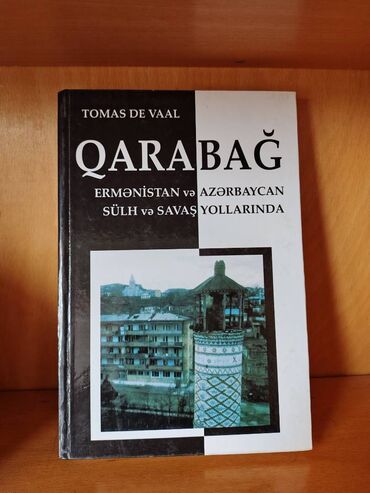 TOMAS DE VAAL
QARABAĞ
ERMƏNİSTAN və AZƏRBAYCAN
SÜLH və SAVAŞ YOLLARINDA